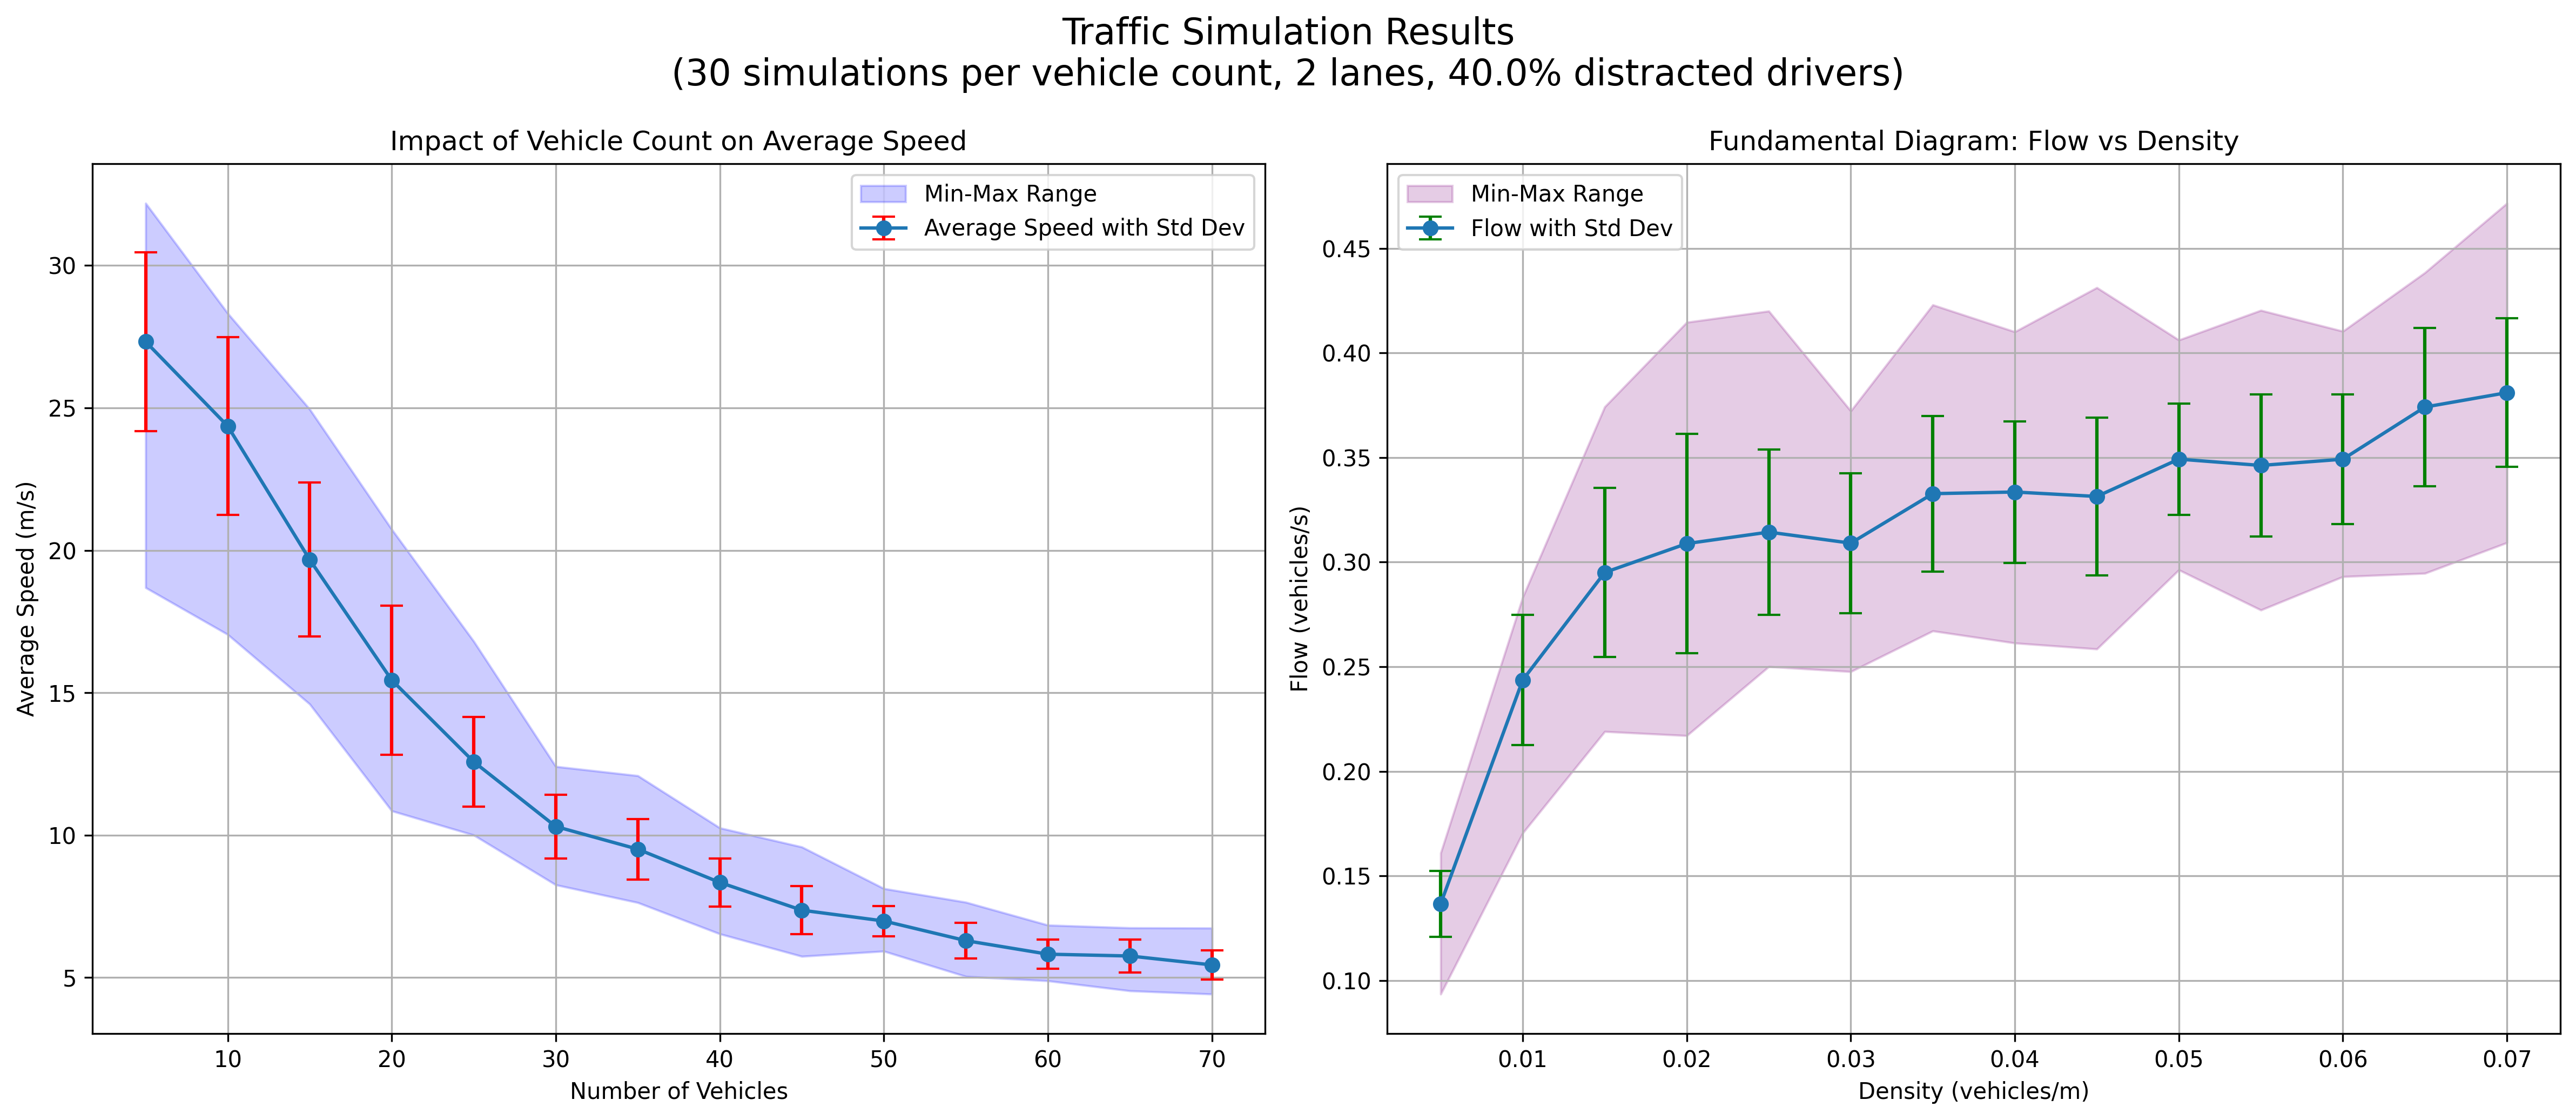 Traffic Simulation Results
(30 simulations per vehicle count, 2 lanes, 40.0% distracted drivers)
Impact of Vehicle Count on Average Speed
Min-Max Range
Average Speed with Std Dev
30
25
20
15
10
5
Average Speed (m/s)
10
20
30
40
50
60
70
Number of Vehicles
Fundamental Diagram: Flow vs Density
Min-Max Range
Flow with Std Dev
0.45
0.40
0.35
0.30
0.25
0.20
0.15
0.10
Flow (vehicles/s)
0.01
0.02
0.03
0.04
0.05
0.06
0.07
Density (vehicles/m)